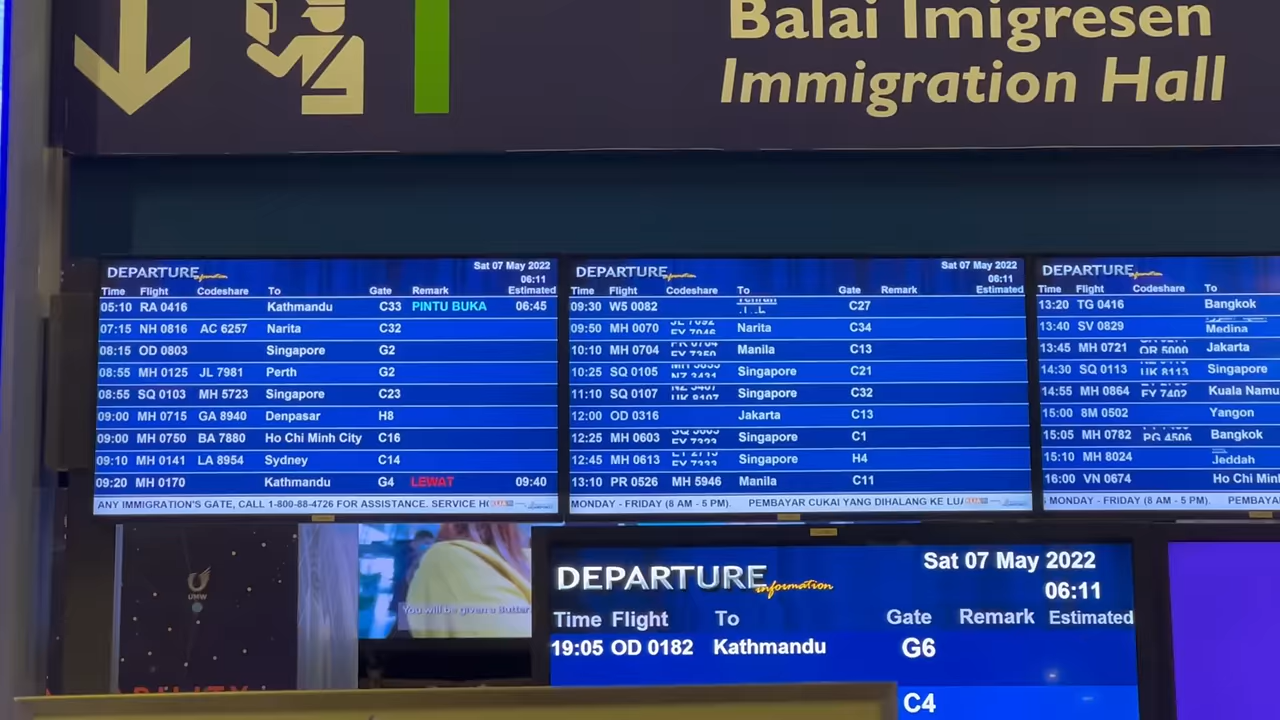 Balai Imigresen
Immigration Hall
DEPARTURE information Sat 07 May 2022
06:11
Time Flight Codeshare To Gate Remark Estimated
05:10 RA 0416 Kathmandu C33 PINTU BUKA 06:45
07:15 NH 0816 AC 6257 Narita C32
08:15 OD 0803 Singapore G2
08:55 MH 0125 JL 7981 Perth G2
08:55 SQ 0103 MH 5723 Singapore C23
09:00 MH 0715 GA 8940 Denpasar H8
09:00 MH 0750 BA 7880 Ho Chi Minh City C16
09:10 MH 0141 LA 8954 Sydney C14
09:20 MH 0170 Kathmandu G4 LEWAT 09:40
ANY IMMIGRATION'S GATE, CALL 1-800-88-4726 FOR ASSISTANCE. SERVICE
DEPARTURE information Sat 07 May 2022
06:11
Time Flight Codeshare To Gate Remark Estimated
09:30 W5 0082 C27
09:50 MH 0070 Narita C34
10:10 MH 0704 Manila C13
10:25 SQ 0105 Singapore C21
11:10 SQ 0107 Singapore C32
12:00 OD 0316 Jakarta C13
12:25 MH 0603 Singapore C1
12:45 MH 0613 Singapore H4
13:10 PR 0526 MH 5946 Manila C11
MONDAY - FRIDAY (8 AM - 5 PM). PEMBAYAR CUKAI YANG DIHALANG KE
DEPARTURE information
Time Flight Codeshare To
13:20 TG 0416 Bangkok
13:40 SV 0829 Medina
13:45 MH 0721 QR 5000 Jakarta
14:30 SQ 0113 UK 8113 Singapore
14:55 MH 0864 EY 7402 Kuala Namu
15:00 8M 0502 Yangon
15:05 MH 0782 PG 4506 Bangkok
15:10 MH 8024 Jeddah
16:00 VN 0674 Ho Chi Minh
MONDAY - FRIDAY (8 AM - 5 PM). PEMBAYA
UMW
You will be given a
DEPARTURE information Sat 07 May 2022
06:11
Time Flight To Gate Remark Estimated
19:05 OD 0182 Kathmandu G6
C4